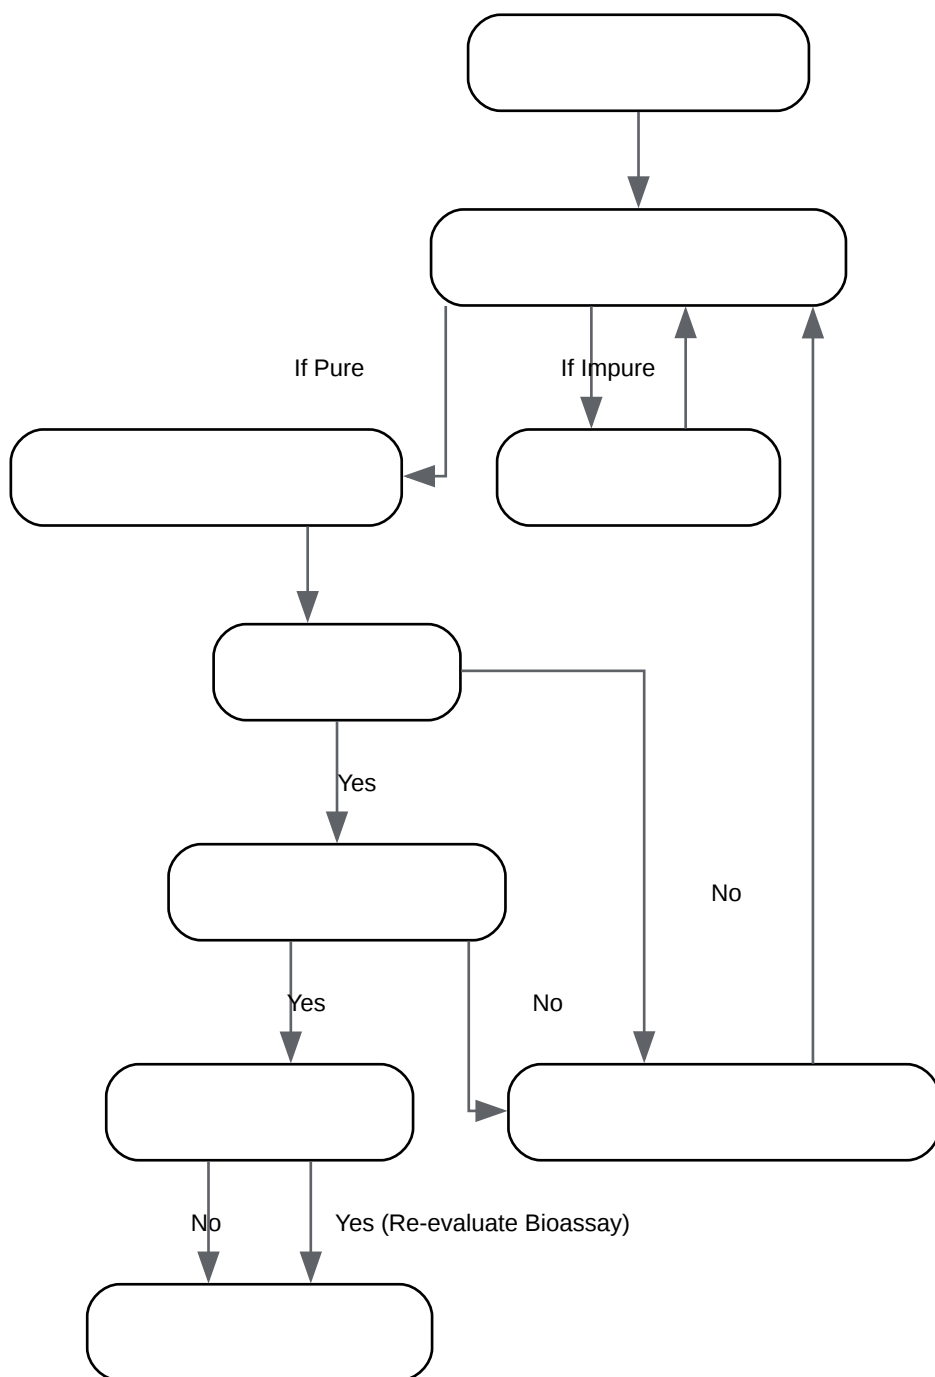 If Pure
If Impure
Yes
No
Yes
No
No
Yes (Re-evaluate Bioassay)